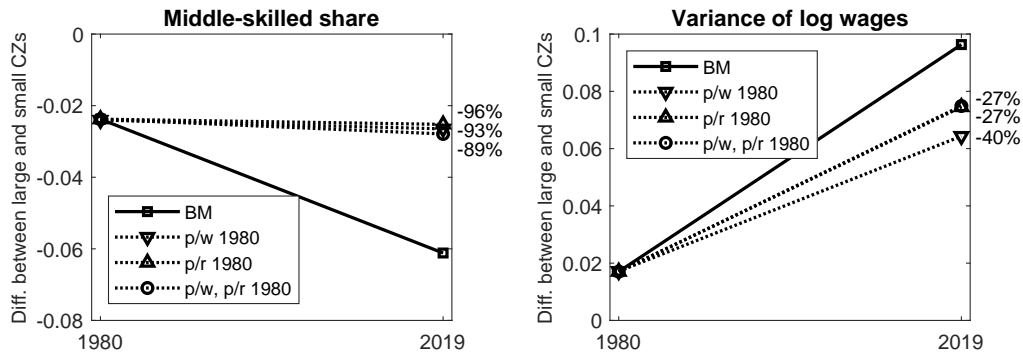 Middle-skilled share
Diff. between large and small CZs
0
-0.02
-0.04
-0.06
-0.08
1980
2019
-96%
-93%
-89%
BM
p/w 1980
p/r 1980
p/w, p/r 1980
Variance of log wages
Diff. between large and small CZs
0.1
0.08
0.06
0.04
0.02
0
1980
2019
BM
p/w 1980
p/r 1980
p/w, p/r 1980
-27%
-27%
-40%